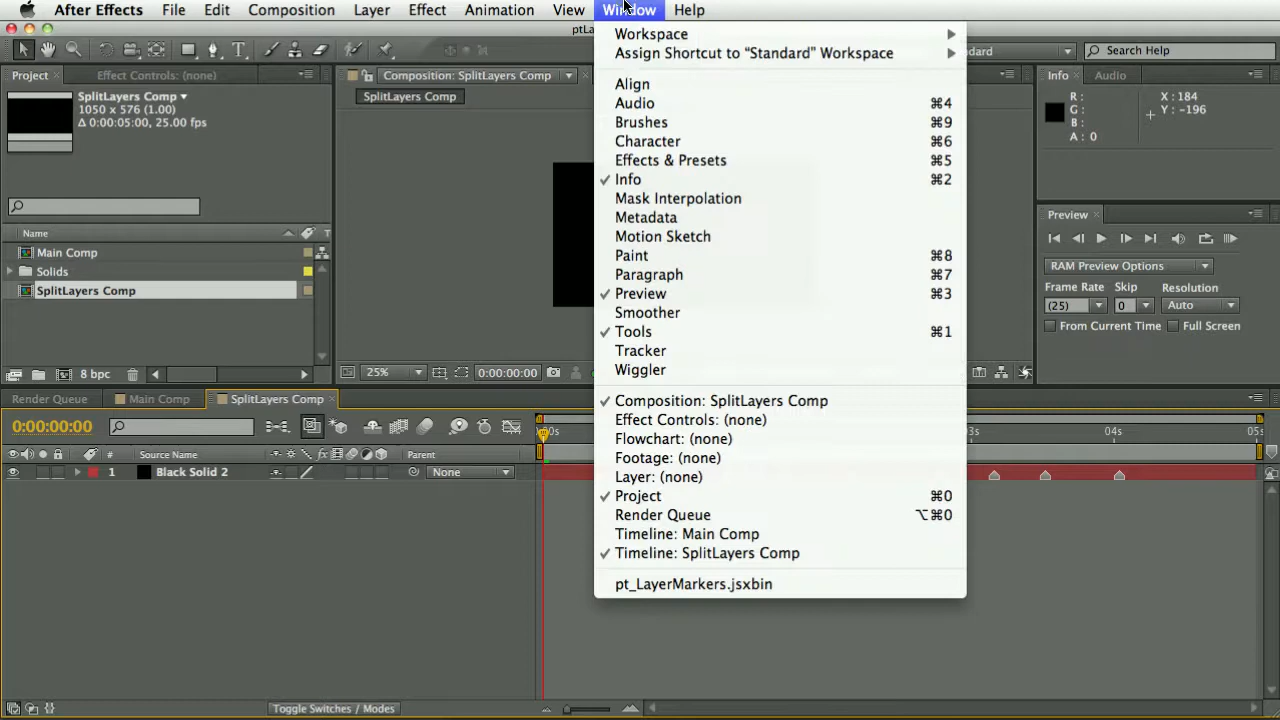 After Effects File Edit Composition Layer Effect Animation View Window Help
Search Help
Project
Effect Controls: (none)
SplitLayers Comp
1050 x 576 (1.00)
Δ 0:00:05:00, 25.00 fps
Name
Main Comp
Solids
SplitLayers Comp
8 bpc
Composition: SplitLayers Comp
SplitLayers Comp
25%
0:00:00:00
Workspace
Assign Shortcut to “Standard” Workspace
Align
Audio ⌘4
Brushes ⌘9
Character ⌘6
Effects & Presets ⌘5
Info ⌘2
Mask Interpolation
Metadata
Motion Sketch
Paint ⌘8
Paragraph ⌘7
Preview ⌘3
Smoother
Tools ⌘1
Tracker
Wiggler
Composition: SplitLayers Comp
Effect Controls: (none)
Flowchart: (none)
Footage: (none)
Layer: (none)
Project ⌘0
Render Queue ⌥⌘0
Timeline: Main Comp
Timeline: SplitLayers Comp
pt_LayerMarkers.jsxbin
Info
Audio
R:
G:
B:
A: 0
X: 184
Y: -196
Preview
RAM Preview Options
Frame Rate Skip Resolution
(25) 0 Auto
From Current Time Full Screen
Render Queue Main Comp SplitLayers Comp
0:00:00:00
04s
# Source Name Parent
1 Black Solid 2 None
Toggle Switches / Modes